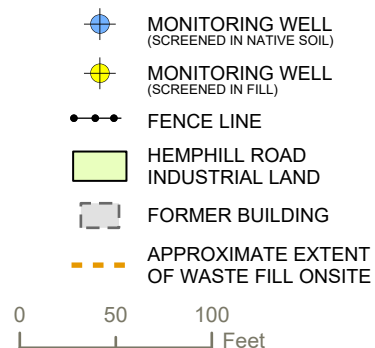 MONITORING WELL
(SCREENED IN NATIVE SOIL)
MONITORING WELL
(SCREENED IN FILL)
FENCE LINE
HEMPHILL ROAD
INDUSTRIAL LAND
FORMER BUILDING
APPROXIMATE EXTENT
OF WASTE FILL ONSITE
0 50 100
Feet